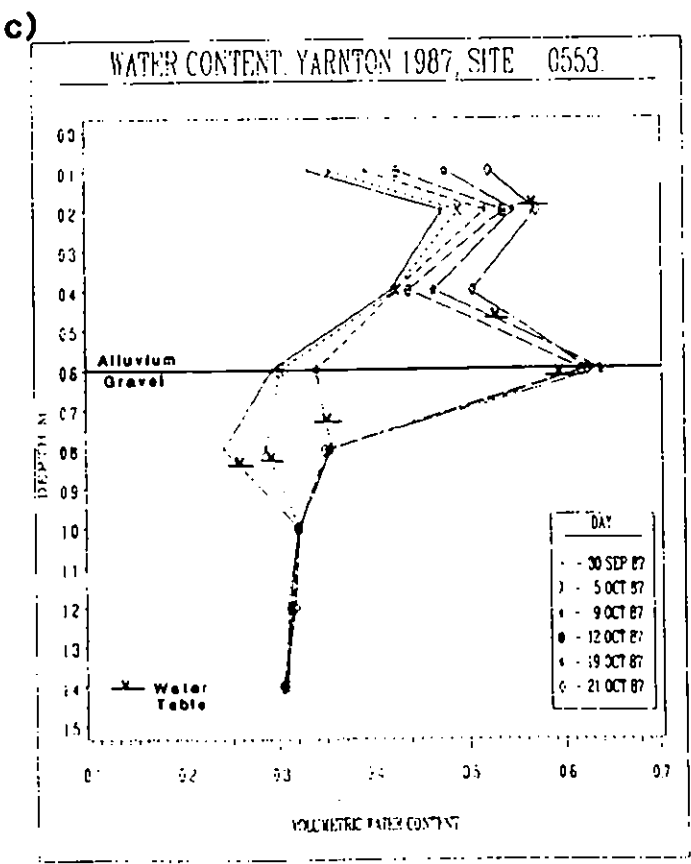 c)
WATER CONTENT. YARNTON 1987, SITE 0553.
0.0
0.1
0.2
0.3
0.4
0.5
0.6
0.7
0.8
0.9
1.0
1.1
1.2
1.3
1.4
1.5
DEPTH M
Alluvium
Gravel
Water
Table
DAY
- 30 SEP 87
- 5 OCT 87
- 9 OCT 87
- 12 OCT 87
- 19 OCT 87
- 21 OCT 87
0.1 0.2 0.3 0.4 0.5 0.6 0.7
VOLUMETRIC WATER CONTENT